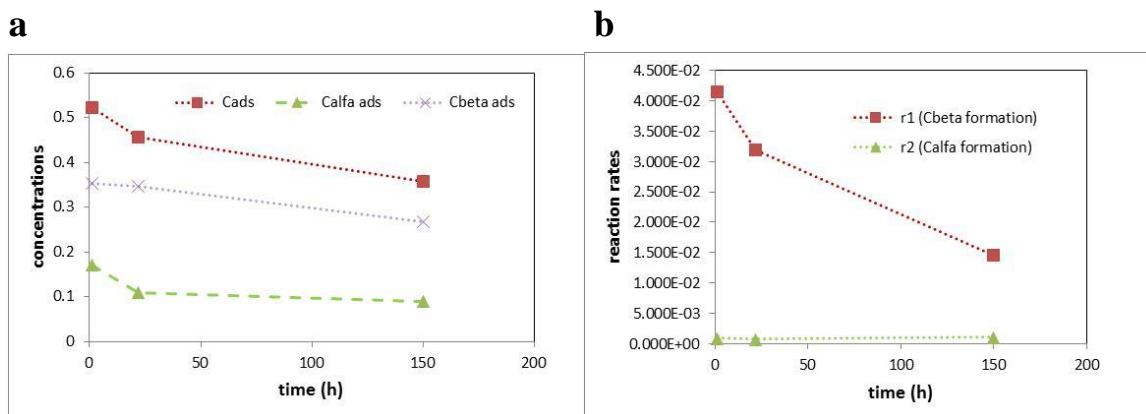 a
0.6
0.5
0.4
0.3
0.2
0.1
0
concentrations
Cads
Calfa ads
Cbeta ads
0 50 100 150 200
time (h)
b
4.500E-02
4.000E-02
3.500E-02
3.000E-02
2.500E-02
2.000E-02
1.500E-02
1.000E-02
5.000E-03
0.000E+00
reaction rates
r1 (Cbeta formation)
r2 (Calfa formation)
0 50 100 150 200
time (h)